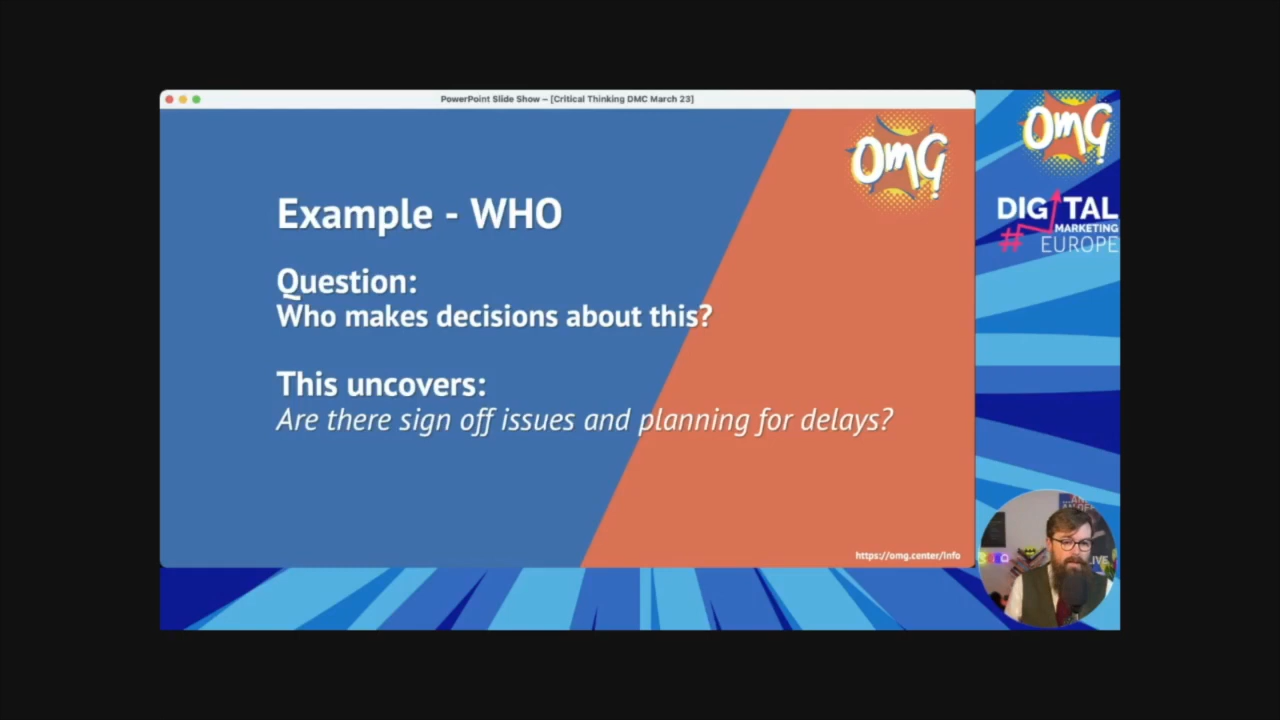 PowerPoint Slide Show – [Critical Thinking DMC March 23]
OMG
OMG
DIGITAL
MARKETING
#
EUROPE
Example - WHO
Question:
Who makes decisions about this?
This uncovers:
Are there sign off issues and planning for delays?
https://omg.center/Info